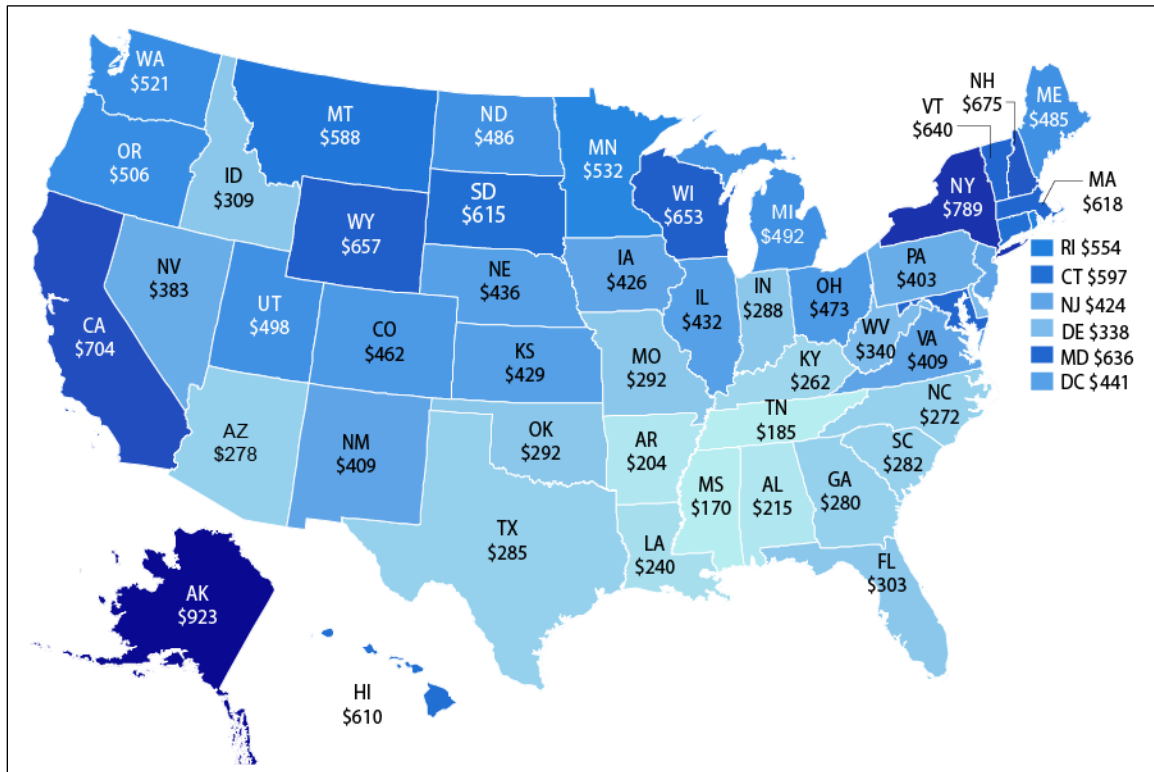 WA
$521
OR
$506
CA
$704
ID
$309
NV
$383
MT
$588
WY
$657
UT
$498
AZ
$278
CO
$462
NM
$409
ND
$486
SD
$615
NE
$436
KS
$429
OK
$292
TX
$285
MN
$532
IA
$426
MO
$292
AR
$204
LA
$240
WI
$653
IL
$432
MI
$492
IN
$288
OH
$473
KY
$262
TN
$185
MS
$170
AL
$215
GA
$280
FL
$303
SC
$282
NC
$272
VA
$409
WV
$340
PA
$403
NY
$789
VT
$640
NH
$675
ME
$485
MA
$618
RI $554
CT $597
NJ $424
DE $338
MD $636
DC $441
AK
$923
HI
$610